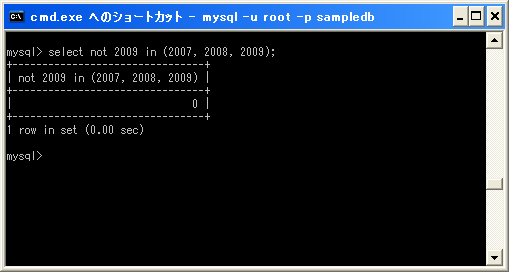 C:\ cmd.exe へのショートカット - mysql -u root -p sampledb
mysql> select not 2009 in (2007, 2008, 2009);
+-------------------------------+
| not 2009 in (2007, 2008, 2009) |
+-------------------------------+
| 0 |
+-------------------------------+
1 row in set (0.00 sec)
mysql>